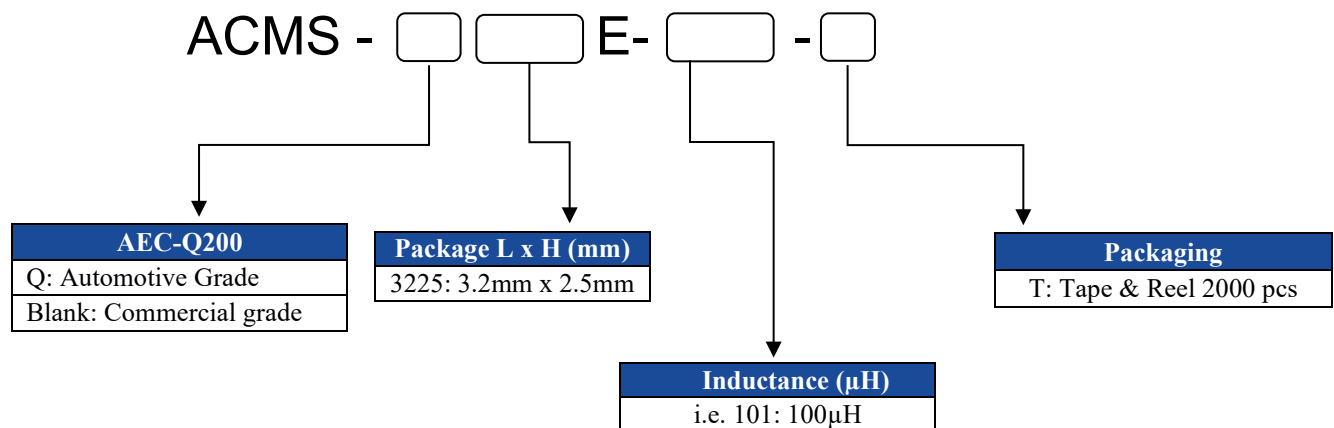 ACMS - E- -
AEC-Q200
Q: Automotive Grade
Blank: Commercial grade
Package L x H (mm)
3225: 3.2mm x 2.5mm
Inductance (µH)
i.e. 101: 100µH
Packaging
T: Tape & Reel 2000 pcs